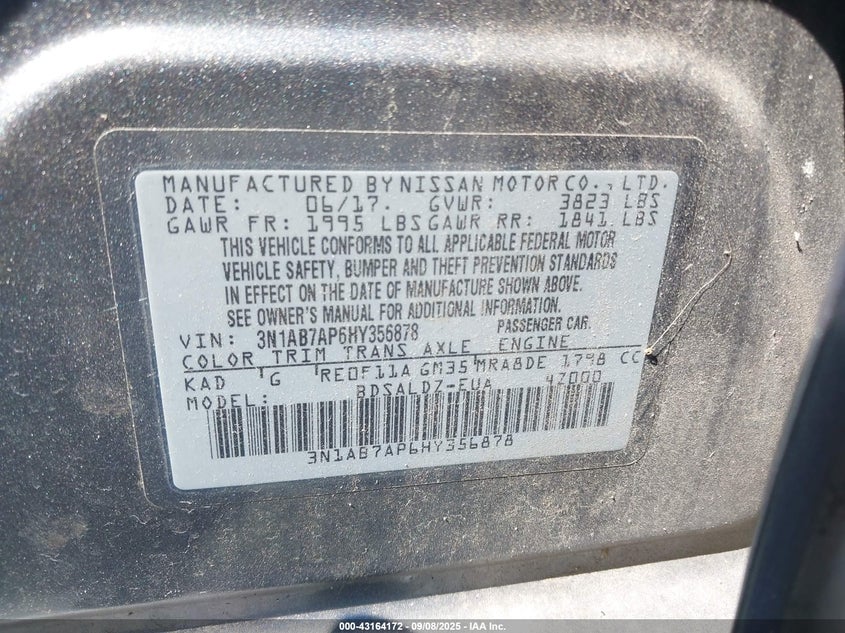 MANUFACTURED BY NISSAN MOTOR CO., LTD.
DATE: 06/17. GVWR: 3823 LBS
GAWR FR: 1995 LBS GAWR RR: 1841. LBS
THIS VEHICLE CONFORMS TO ALL APPLICABLE FEDERAL MOTOR
VEHICLE SAFETY, BUMPER AND THEFT PREVENTION STANDARDS
IN EFFECT ON THE DATE OF MANUFACTURE SHOWN ABOVE.
SEE OWNER'S MANUAL FOR ADDITIONAL INFORMATION.
VIN: 3N1AB7AP6HY356878 PASSENGER CAR.
COLOR TRIM TRANS AXLE ENGINE
KAD G RE0F11A GM35 MRA8DE 1798 CC
MODEL: BDSALDZ-EUA 4Z000
3N1AB7AP6HY356878
000-43164172 - 09/08/2025 - IAA Inc.